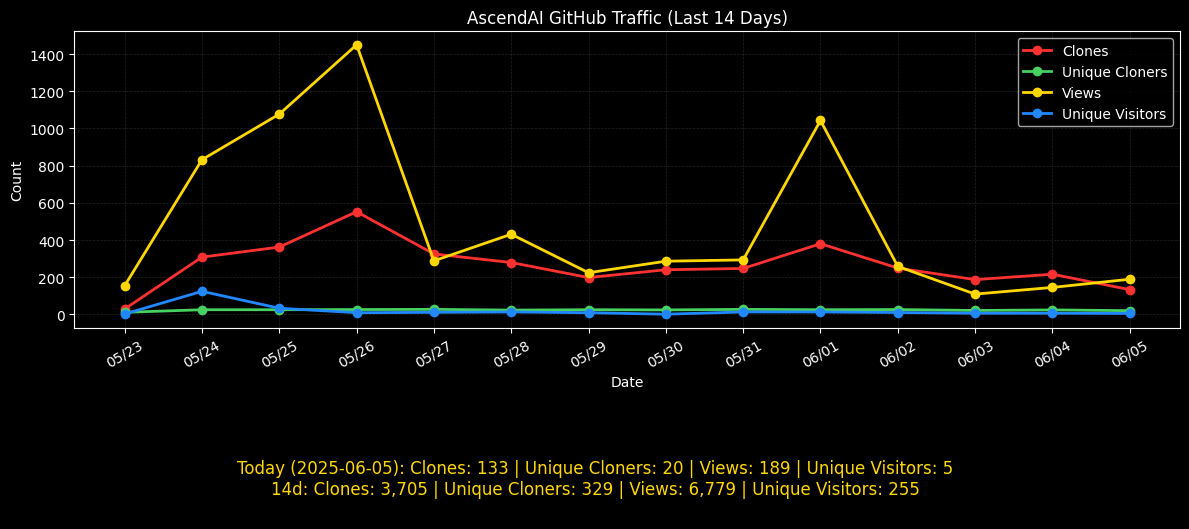 AscendAI GitHub Traffic (Last 14 Days)
Clones
Unique Cloners
Views
Unique Visitors
Count
1400
1200
1000
800
600
400
200
0
05/23
05/24
05/25
05/26
05/27
05/28
05/29
05/30
05/31
06/01
06/02
06/03
06/04
06/05
Date
Today (2025-06-05): Clones: 133 | Unique Cloners: 20 | Views: 189 | Unique Visitors: 5
14d: Clones: 3,705 | Unique Cloners: 329 | Views: 6,779 | Unique Visitors: 255